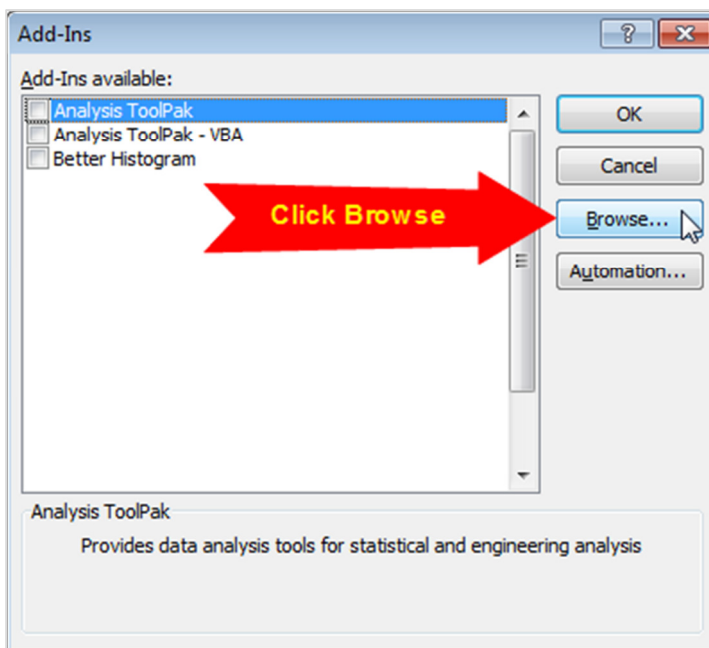 Add-Ins
?
Add-Ins available:
Analysis ToolPak
Analysis ToolPak - VBA
Better Histogram
OK
Cancel
Click Browse
Browse...
Automation...
Analysis ToolPak
Provides data analysis tools for statistical and engineering analysis